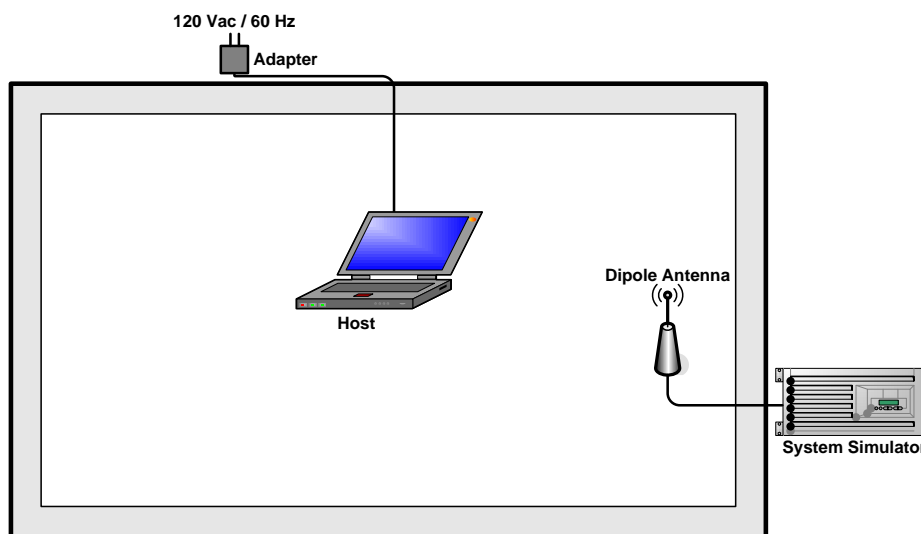 120 Vac / 60 Hz
Adapter
Dipole Antenna
Host
System Simulator